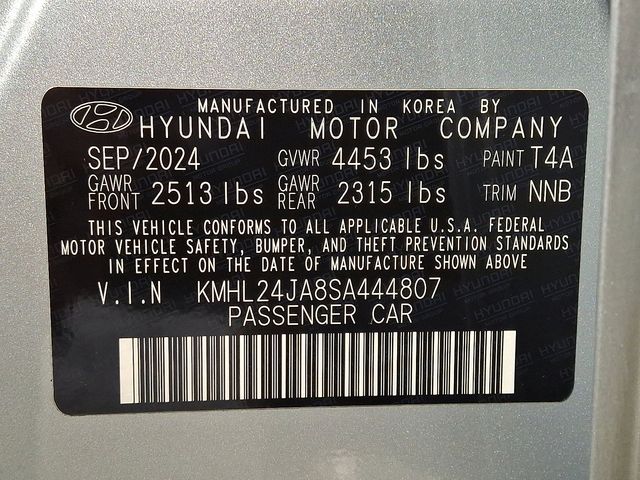 MANUFACTURED IN KOREA BY
HYUNDAI MOTOR COMPANY
SEP/2024 GVWR 4453 lbs PAINT T4A
GAWR FRONT 2513 lbs GAWR REAR 2315 lbs TRIM NNB
THIS VEHICLE CONFORMS TO ALL APPLICABLE U.S.A. FEDERAL
MOTOR VEHICLE SAFETY, BUMPER, AND THEFT PREVENTION STANDARDS
IN EFFECT ON THE DATE OF MANUFACTURE SHOWN ABOVE
V.I.N KMHL24JA8SA444807
PASSENGER CAR